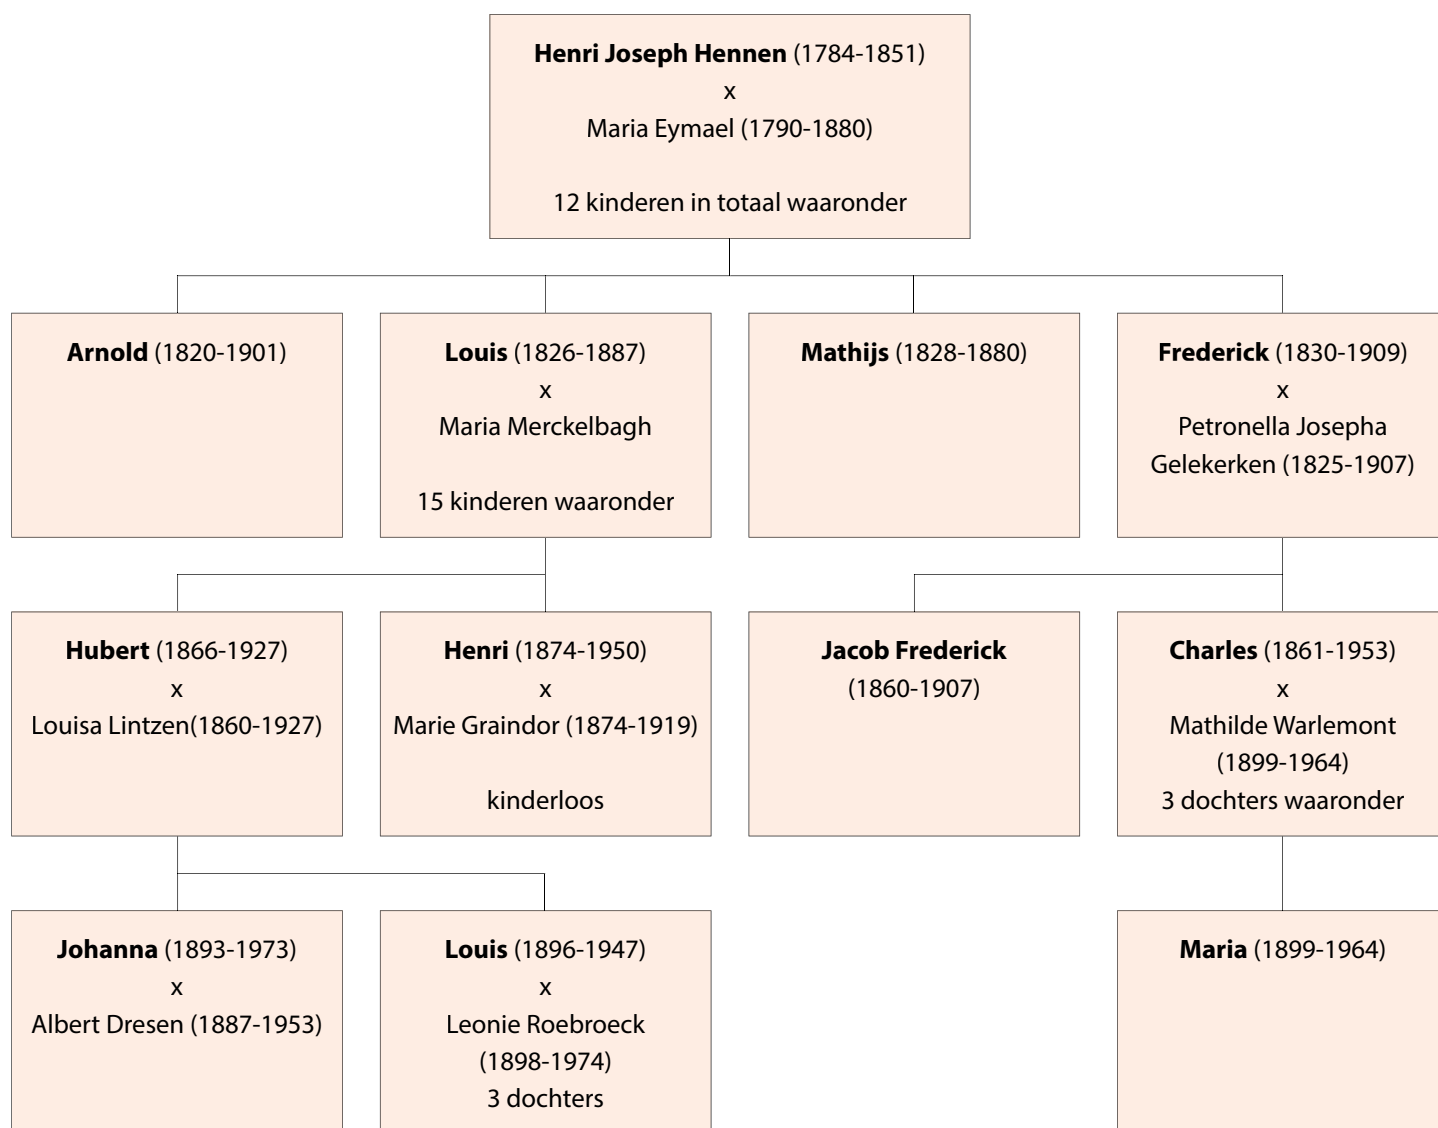 Henri Joseph Hennen (1784-1851)
x
Maria Eymael (1790-1880)
12 kinderen in totaal waaronder
Arnold (1820-1901)
Louis (1826-1887)
x
Maria Merckelbagh
15 kinderen waaronder
Mathijs (1828-1880)
Frederick (1830-1909)
x
Petronella Josepha
Gelekerken (1825-1907)
Hubert (1866-1927)
x
Louisa Lintzen(1860-1927)
Henri (1874-1950)
x
Marie Graindor (1874-1919)
kinderloos
Jacob Frederick
(1860-1907)
Charles (1861-1953)
x
Mathilde Warlemont
(1899-1964)
3 dochters waaronder
Johanna (1893-1973)
x
Albert Dresen (1887-1953)
Louis (1896-1947)
x
Leonie Roebroeck
(1898-1974)
3 dochters
Maria (1899-1964)